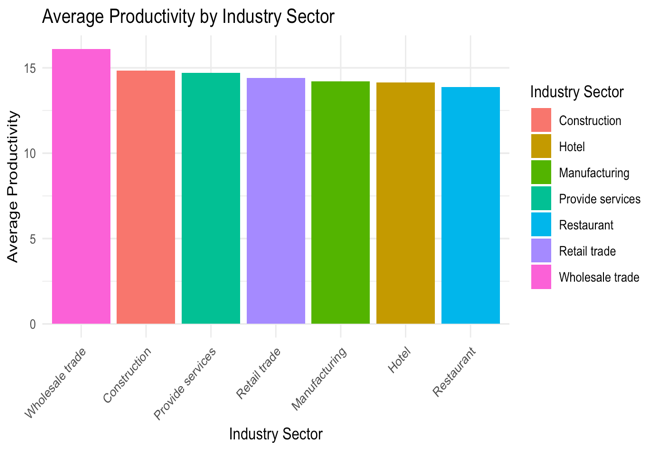 Average Productivity by Industry Sector
Average Productivity
15
10
5
0
Wholesale trade
Construction
Provide services
Retail trade
Manufacturing
Hotel
Restaurant
Industry Sector
Industry Sector
Construction
Hotel
Manufacturing
Provide services
Restaurant
Retail trade
Wholesale trade